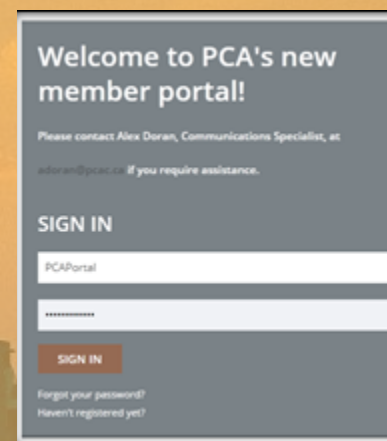 Welcome to PCA's new
member portal!
Please contact Alex Doran, Communications Specialist, at
adoran@pcac.ca if you require assistance.
SIGN IN
PCAPortal
••••••••••••
SIGN IN
Forgot your password?
Haven't registered yet?